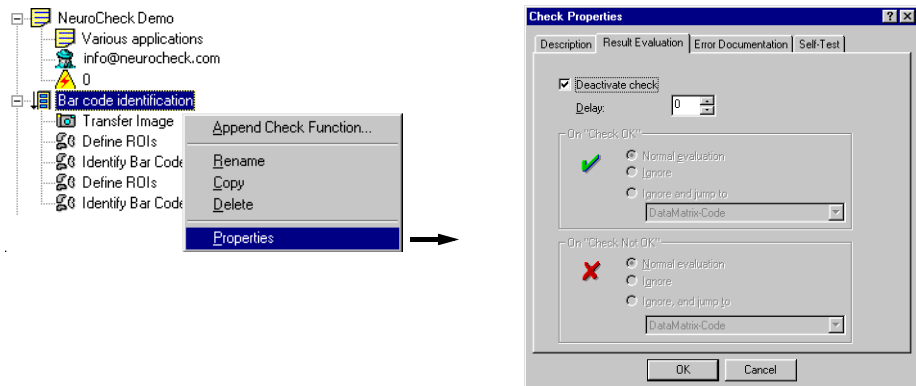 NeuroCheck Demo
Various applications
info@neurocheck.com
0
Bar code identification
Transfer Image
Define ROIs
Identify Bar Code
Define ROIs
Identify Bar Code
Append Check Function...
Rename
Copy
Delete
Properties
Check Properties
Description Result Evaluation Error Documentation Self-Test
Deactivate check
Delay: 0
On "Check OK"
Normal evaluation
Ignore
Ignore and jump to
DataMatrix-Code
On "Check Not OK"
Normal evaluation
Ignore
Ignore, and jump to
DataMatrix-Code
OK Cancel